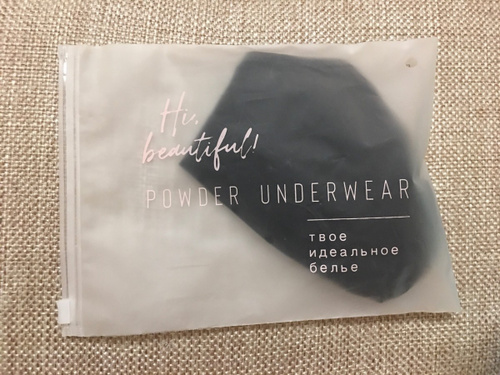 Hi,
beautiful!
POWDER UNDERWEAR
твое
идеальное
белье